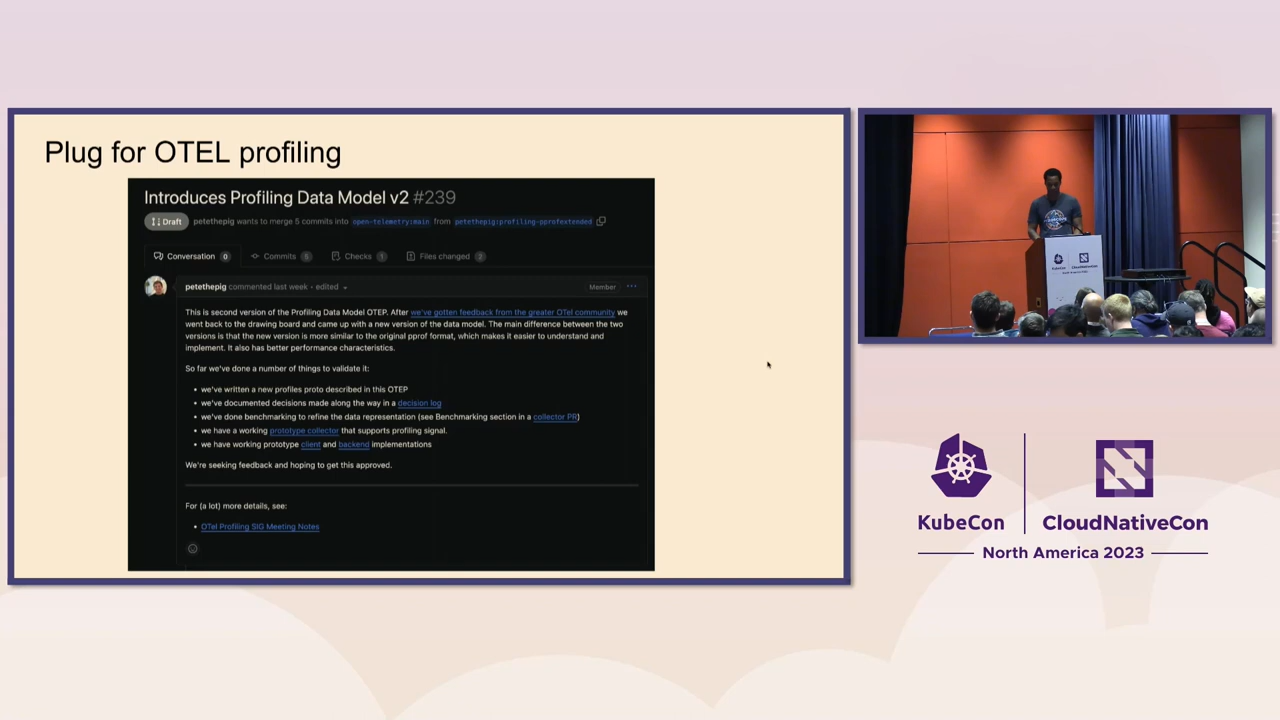 Plug for OTEL profiling
Introduces Profiling Data Model v2 #239
Draft petethepig wants to merge 5 commits into open-telemetry:main from petethepig:profiling-pprofextended
Conversation 0 Commits 5 Checks 1 Files changed 2
petethepig commented last week • edited Member
This is second version of the Profiling Data Model OTEP. After we've gotten feedback from the greater OTel community we
went back to the drawing board and came up with a new version of the data model. The main difference between the two
versions is that the new version is more similar to the original pprof format, which makes it easier to understand and
implement. It also has better performance characteristics.
So far we've done a number of things to validate it:
• we've written a new profiles proto described in this OTEP
• we've documented decisions made along the way in a decision log
• we've done benchmarking to refine the data representation (see Benchmarking section in a collector PR)
• we have a working prototype collector that supports profiling signal.
• we have working prototype client and backend implementations
We're seeking feedback and hoping to get this approved.
For (a lot) more details, see:
• OTel Profiling SIG Meeting Notes
KubeCon CloudNativeCon
North America 2023